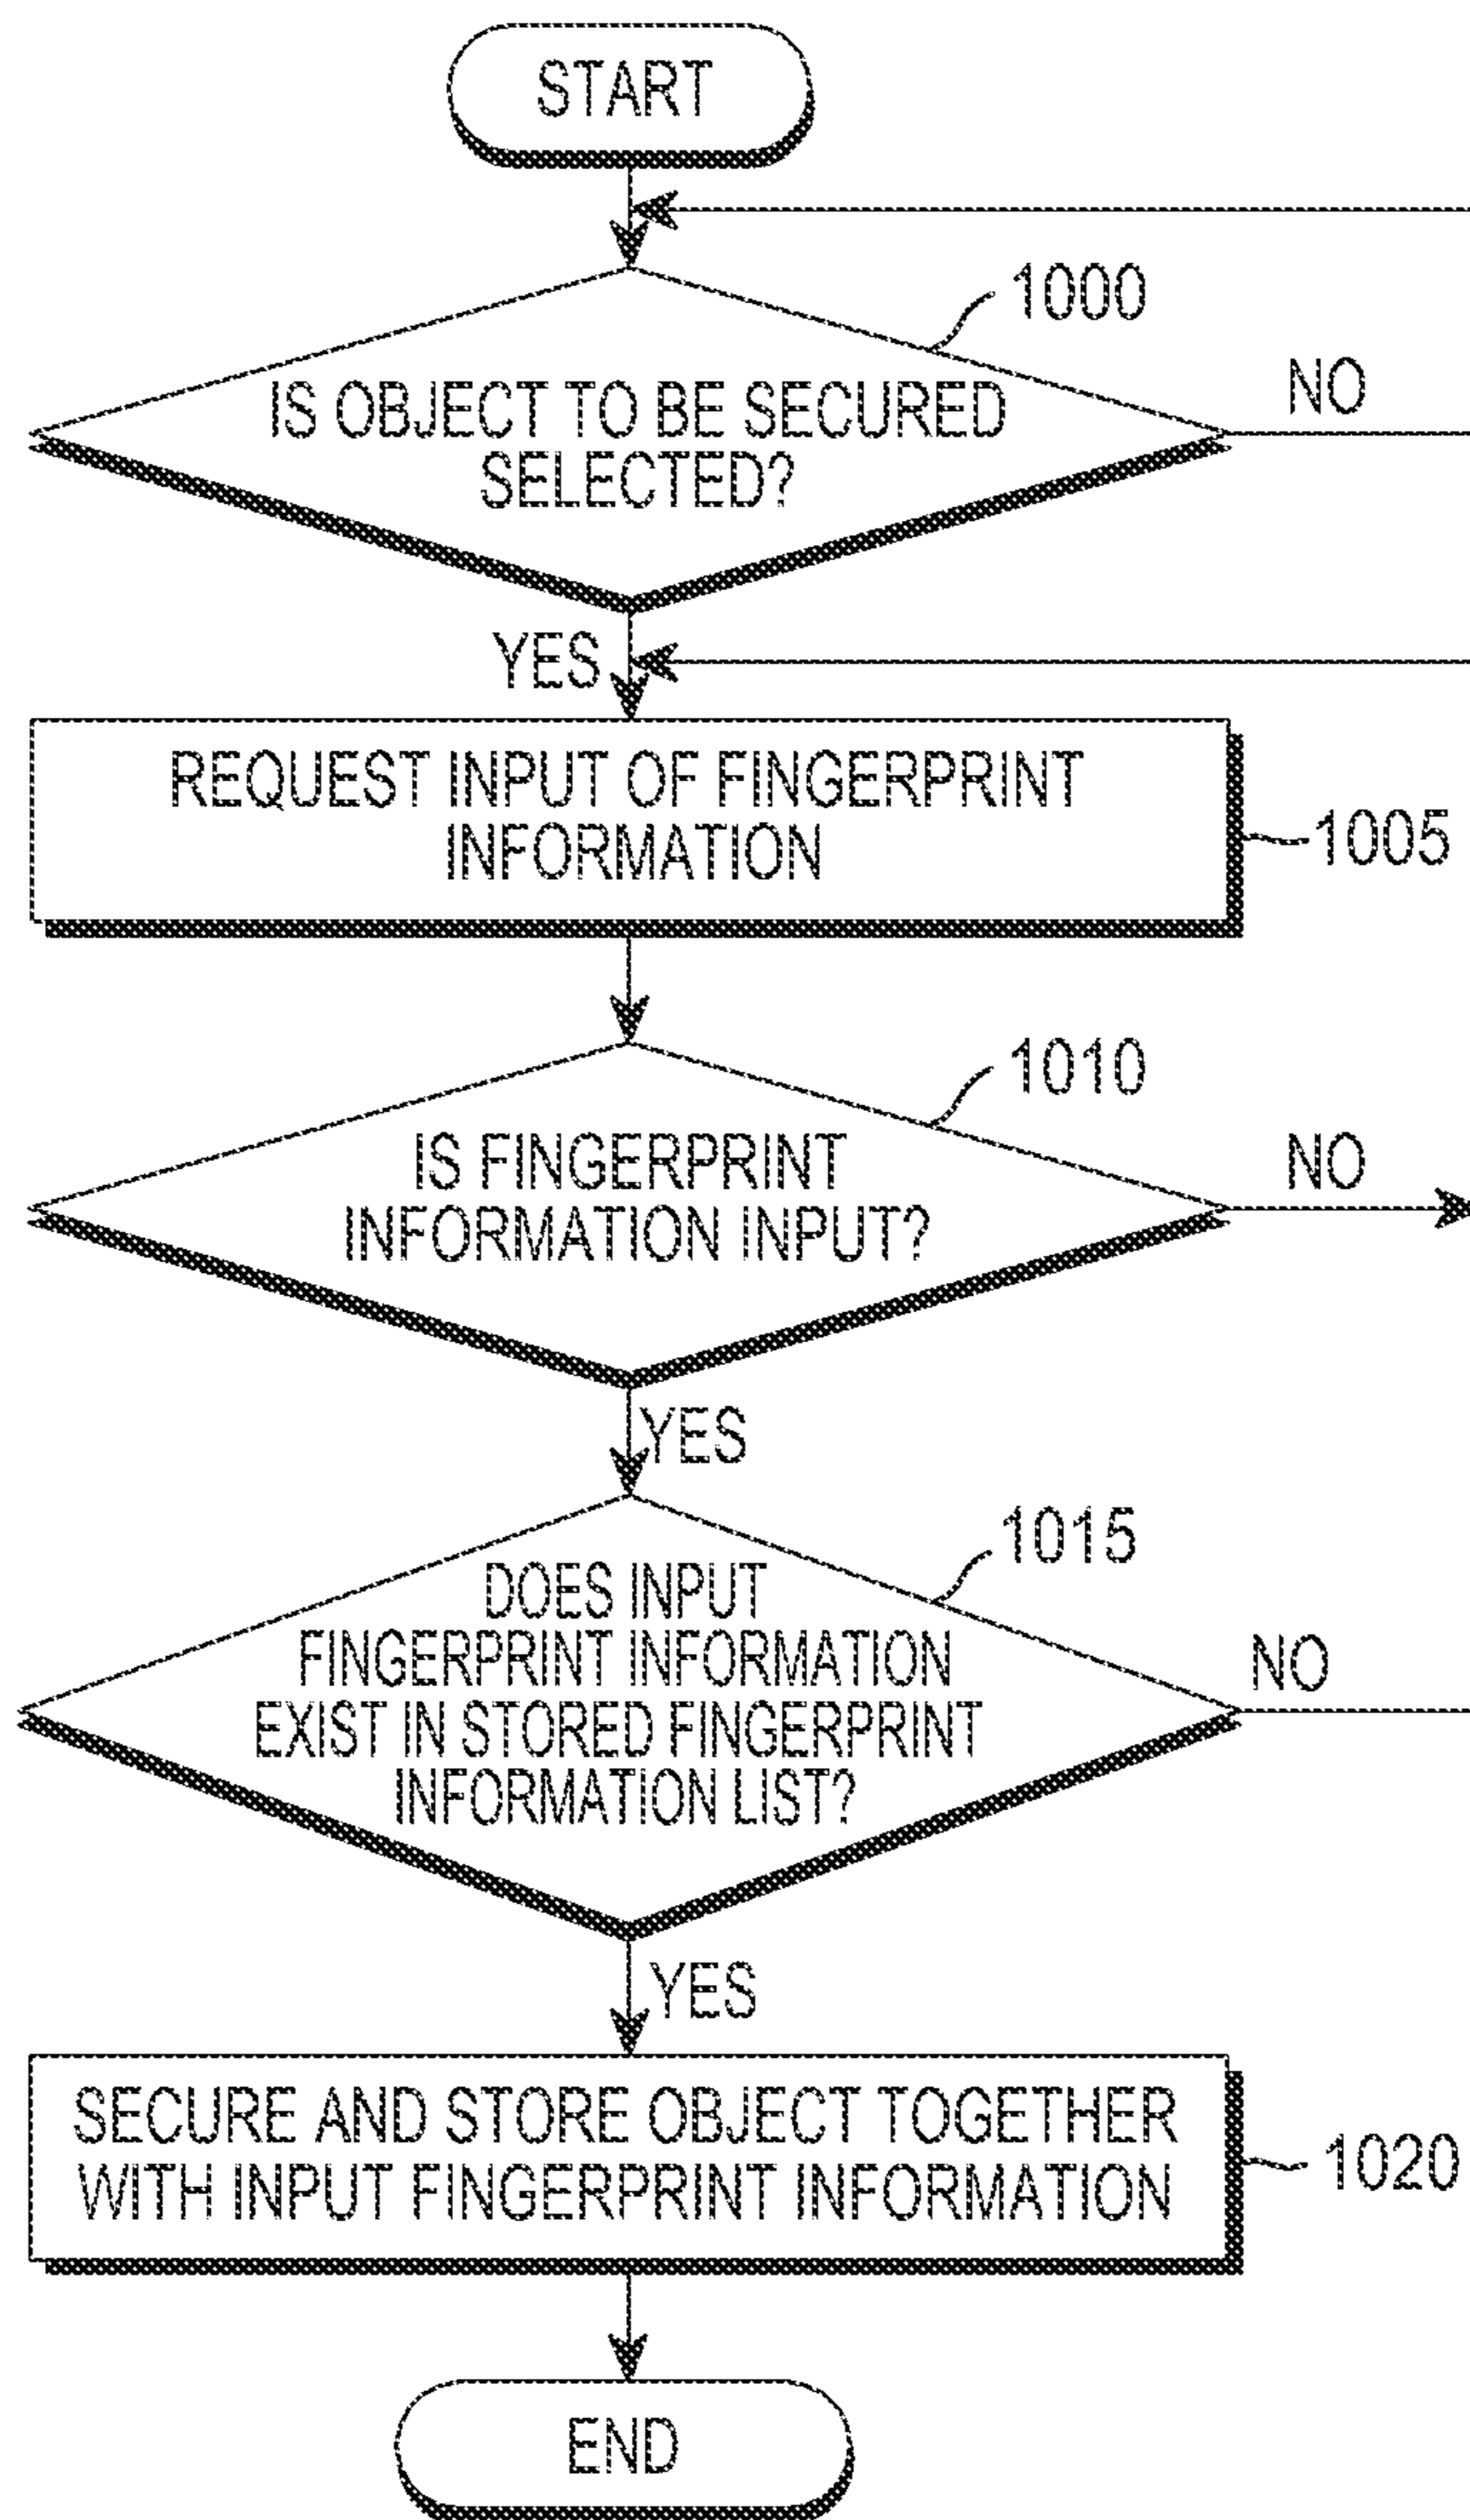 START
1000
IS OBJECT TO BE SECURED
SELECTED?
NO
YES
REQUEST INPUT OF FINGERPRINT
INFORMATION
1005
1010
IS FINGERPRINT
INFORMATION INPUT?
NO
YES
1015
DOES INPUT
FINGERPRINT INFORMATION
EXIST IN STORED FINGERPRINT
INFORMATION LIST?
NO
YES
SECURE AND STORE OBJECT TOGETHER
WITH INPUT FINGERPRINT INFORMATION
1020
END